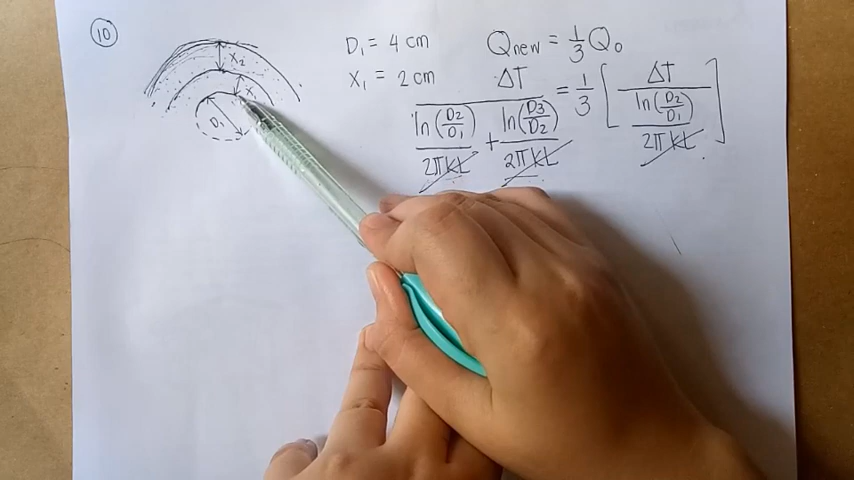 10
D₁ = 4 cm
X₁ = 2 cm
Qnew = 1/3 Q₀
ΔT / [ln(D₂/D₁)/2πkL + ln(D₃/D₂)/2πkL] = 1/3 [ΔT / (ln(D₂/D₁)/2πkL)]
X₂
X
D₁